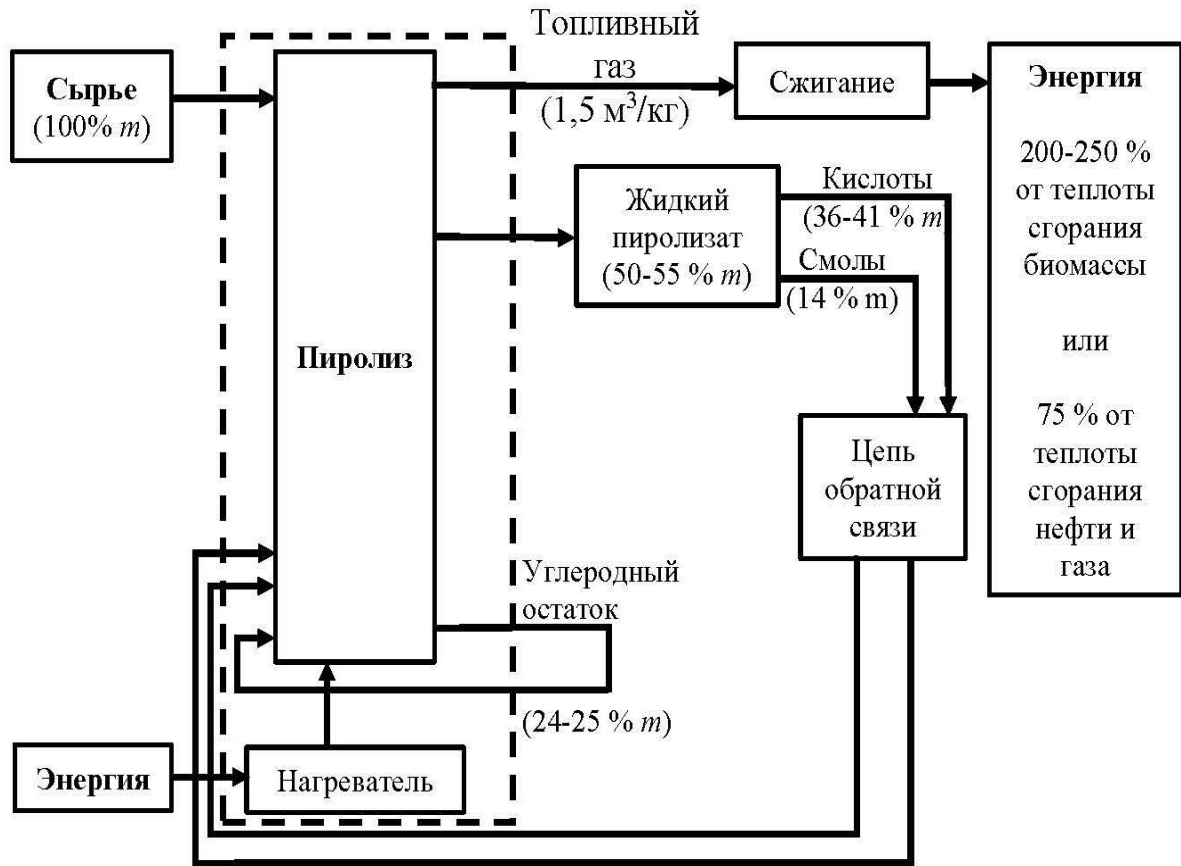 Сырье
(100% m)
Пиролиз
Топливный
газ
(1,5 м³/кг)
Сжигание
Энергия
200-250 %
от теплоты
сгорания
биомассы
или
75 % от
теплоты
сгорания
нефти и
газа
Жидкий
пиролизат
(50-55 % m)
Кислоты
(36-41 % m
Смолы
(14 % m)
Цепь
обратной
связи
Углеродный
остаток
(24-25 % m)
Энергия
Нагреватель